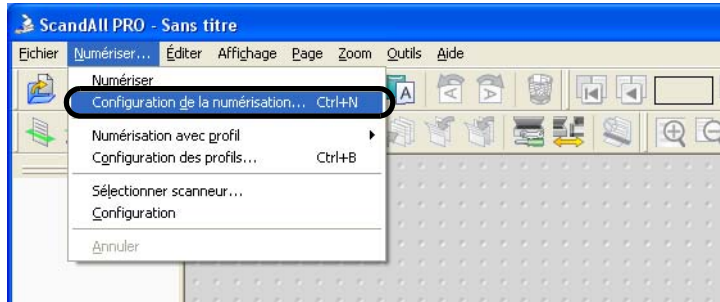 ScandAll PRO - Sans titre
Fichier Numériser... Éditer Affichage Page Zoom Outils Aide
Numériser
Configuration de la numérisation... Ctrl+N
Numérisation avec profil
Configuration des profils... Ctrl+B
Sélectionner scanneur...
Configuration
Annuler
A